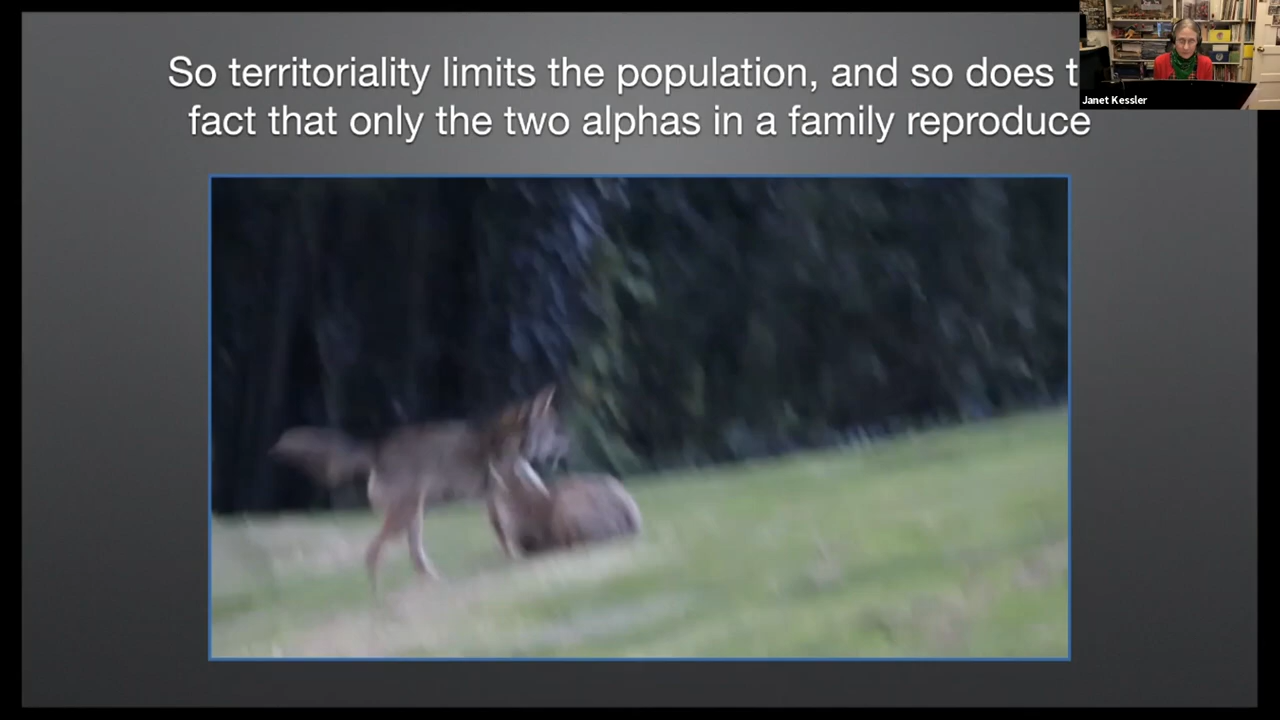 So territoriality limits the population, and so does t
fact that only the two alphas in a family reproduce
Janet Kessler